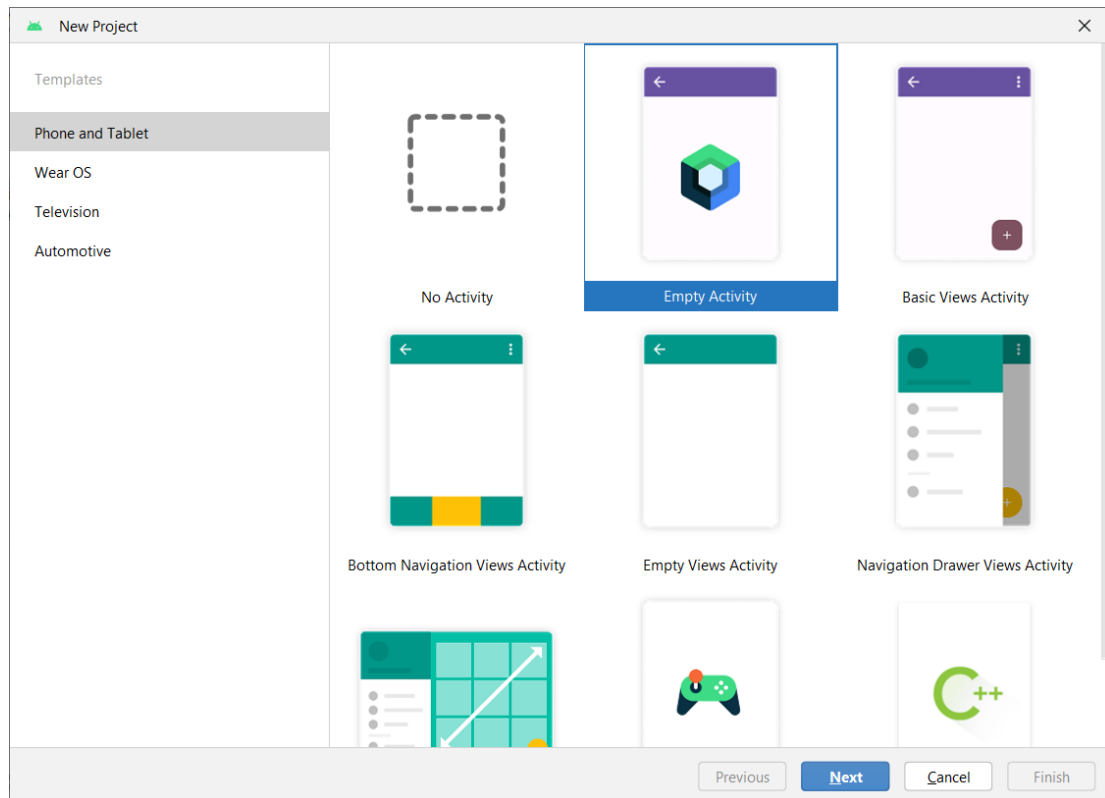 New Project
Templates
Phone and Tablet
Wear OS
Television
Automotive
No Activity
Empty Activity
Basic Views Activity
Bottom Navigation Views Activity
Empty Views Activity
Navigation Drawer Views Activity
C++
Previous
Next
Cancel
Finish